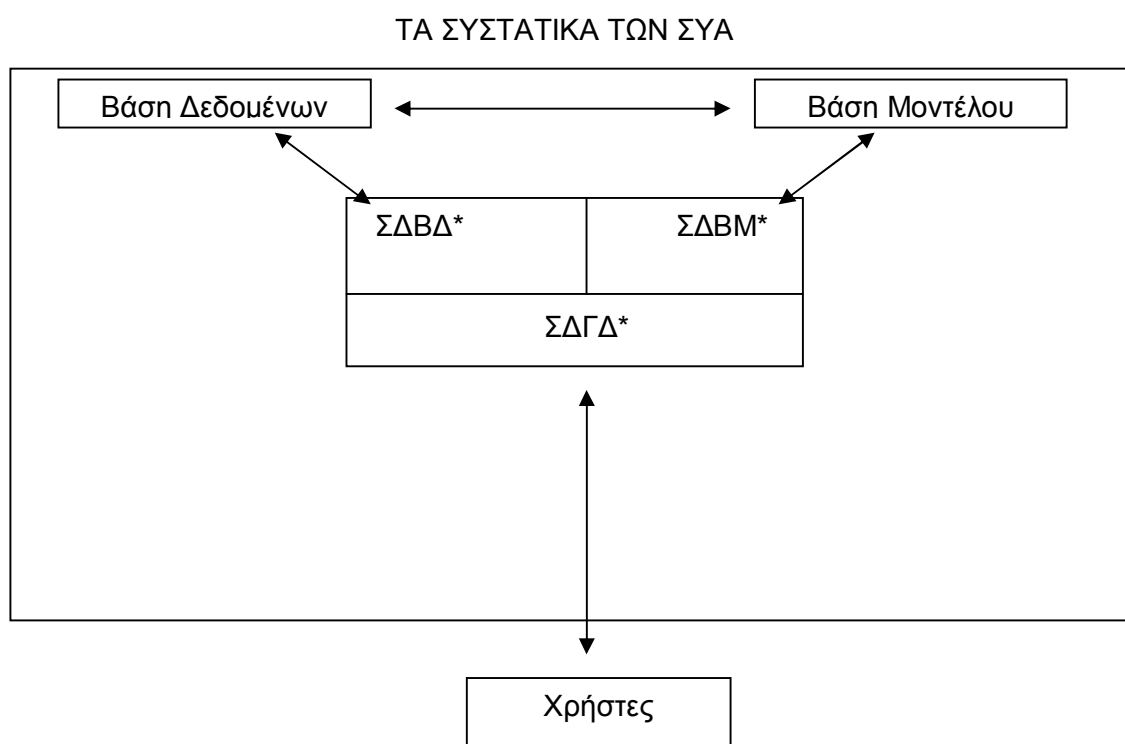 ΤΑ ΣΥΣΤΑΤΙΚΑ ΤΩΝ ΣΥΑ
Βάση Δεδομένων
Βάση Μοντέλου
ΣΔΒΔ*
ΣΔΒΜ*
ΣΔΓΔ*
Χρήστες